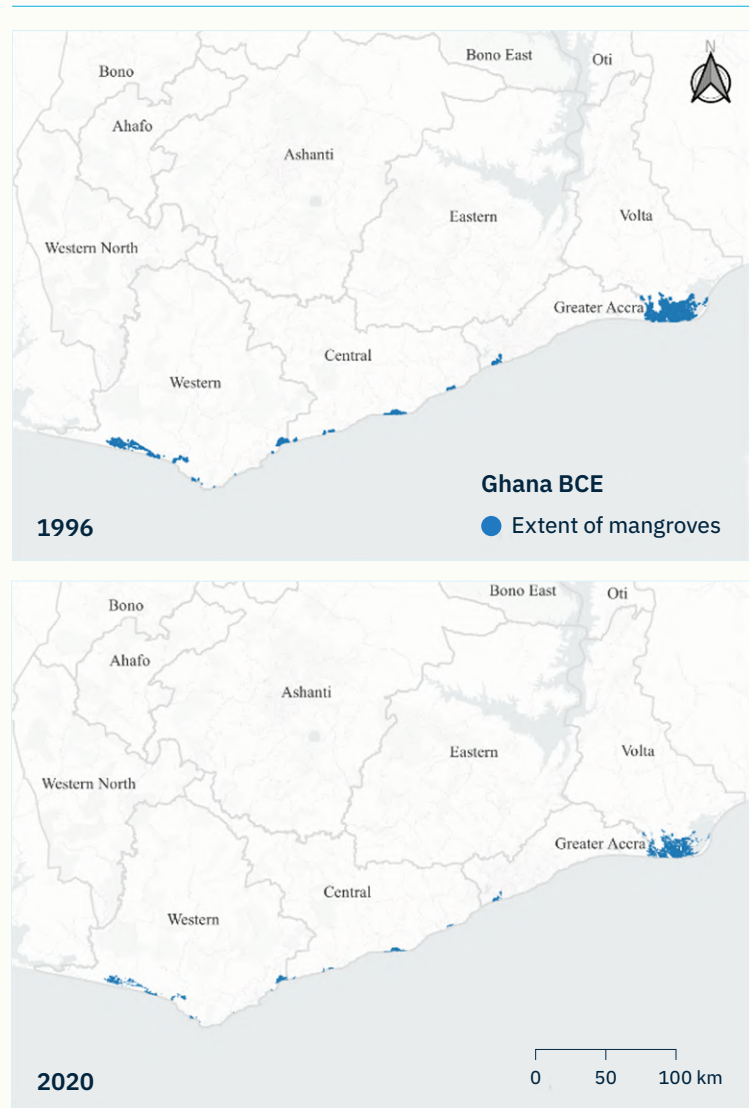 N
Bono East
Oti
Bono
Ahafo
Ashanti
Eastern
Volta
Western North
Greater Accra
Central
Western
Ghana BCE
Extent of mangroves
1996
Bono East
Oti
Bono
Ahafo
Ashanti
Eastern
Volta
Western North
Greater Accra
Central
Western
0 50 100 km
2020